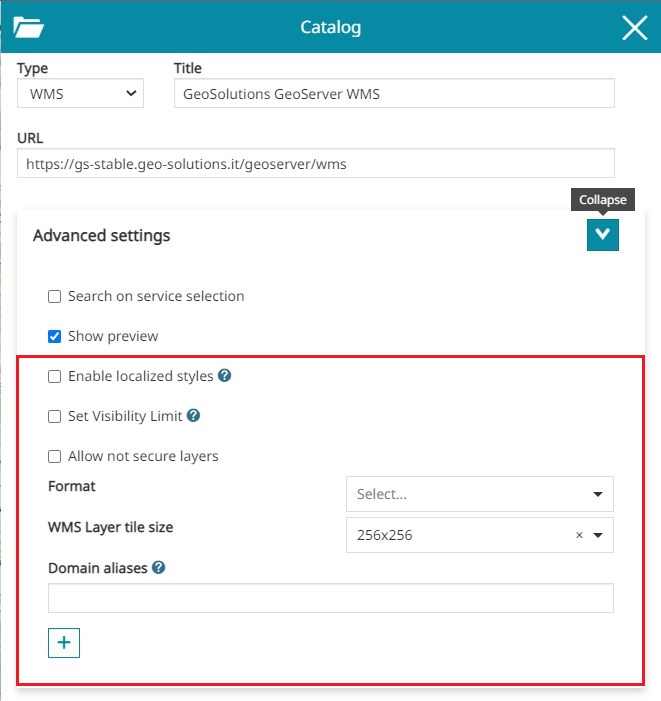 Catalog
Type Title
WMS GeoSolutions GeoServer WMS
URL
https://gs-stable.geo-solutions.it/geoserver/wms
Collapse
Advanced settings
Search on service selection
Show preview
Enable localized styles ?
Set Visibility Limit ?
Allow not secure layers
Format Select...
WMS Layer tile size 256x256 ×
Domain aliases ?
+